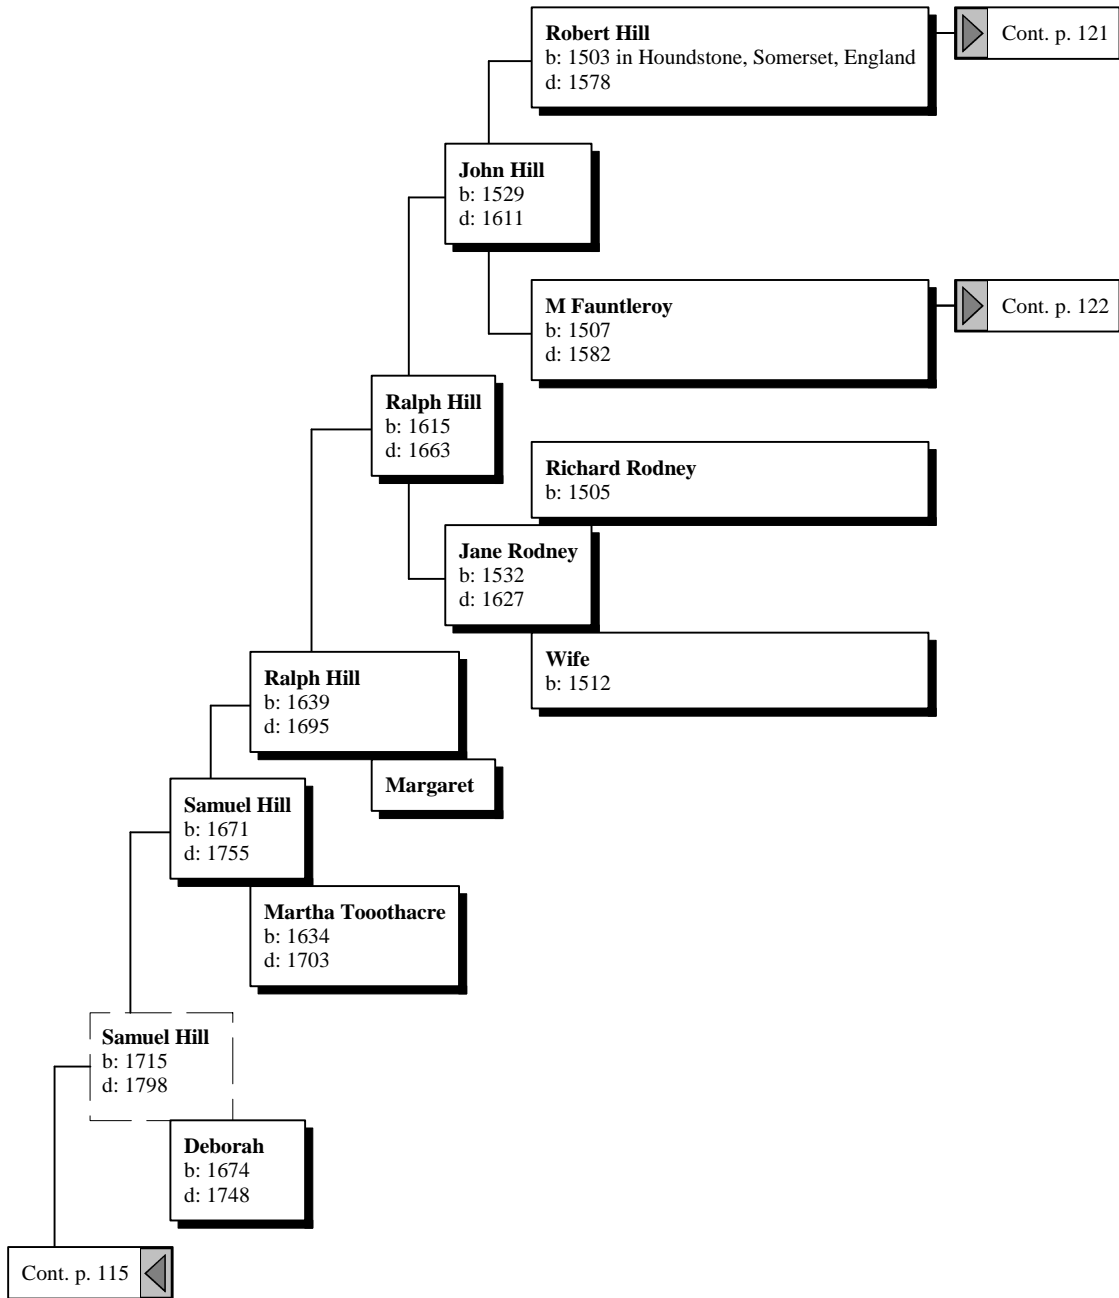 Robert Hill
b: 1503 in Houndstone, Somerset, England
d: 1578
Cont. p. 121
John Hill
b: 1529
d: 1611
M Fauntleroy
b: 1507
d: 1582
Cont. p. 122
Ralph Hill
b: 1615
d: 1663
Richard Rodney
b: 1505
Jane Rodney
b: 1532
d: 1627
Wife
b: 1512
Ralph Hill
b: 1639
d: 1695
Margaret
Samuel Hill
b: 1671
d: 1755
Martha Tooothacre
b: 1634
d: 1703
Samuel Hill
b: 1715
d: 1798
Deborah
b: 1674
d: 1748
Cont. p. 115